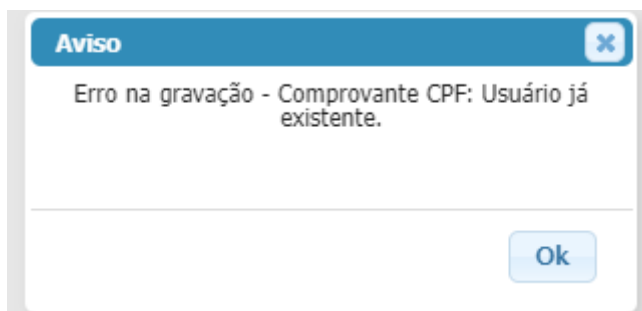 Aviso
Erro na gravação - Comprovante CPF: Usuário já
existente.
Ok